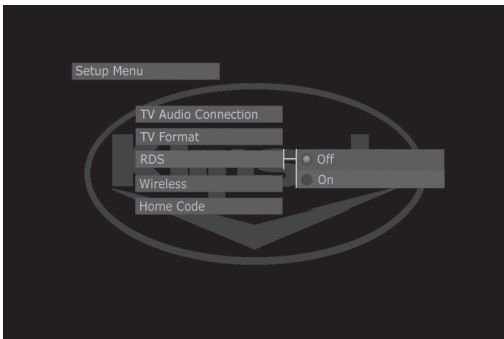 Setup Menu
TV Audio Connection
TV Format
RDS
Off
On
Wireless
Home Code